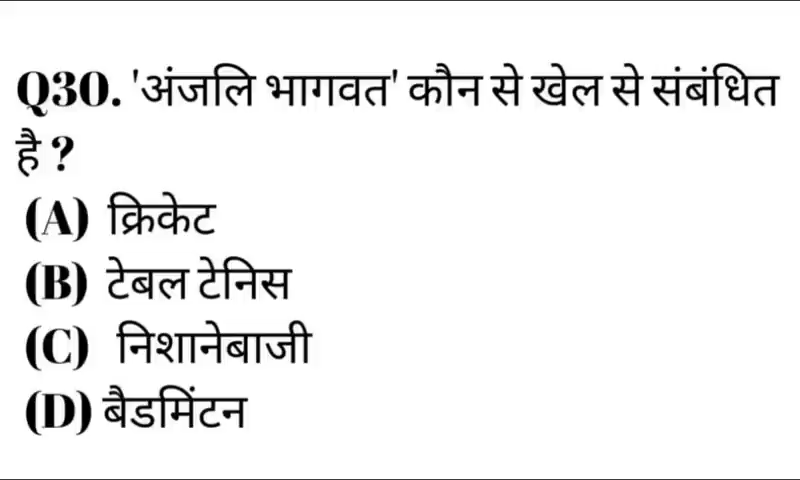 Q30. 'अंजलि भागवत' कौन से खेल से संबंधित
है ?
(A) क्रिकेट
(B) टेबल टेनिस
(C) निशानेबाजी
(D) बैडमिंटन